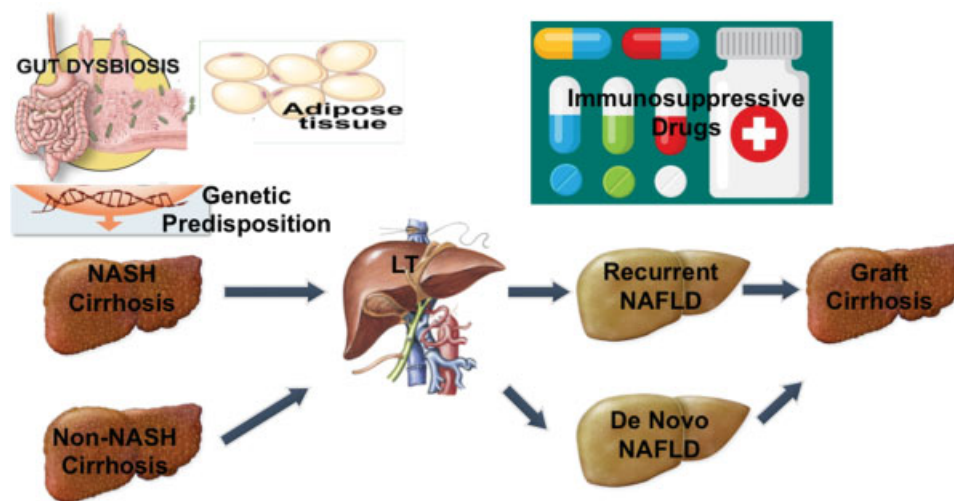 GUT DYSBIOSIS
Adipose
tissue
Immunosuppressive
Drugs
Genetic
Predisposition
NASH
Cirrhosis
LT
Recurrent
NAFLD
Graft
Cirrhosis
Non-NASH
Cirrhosis
De Novo
NAFLD